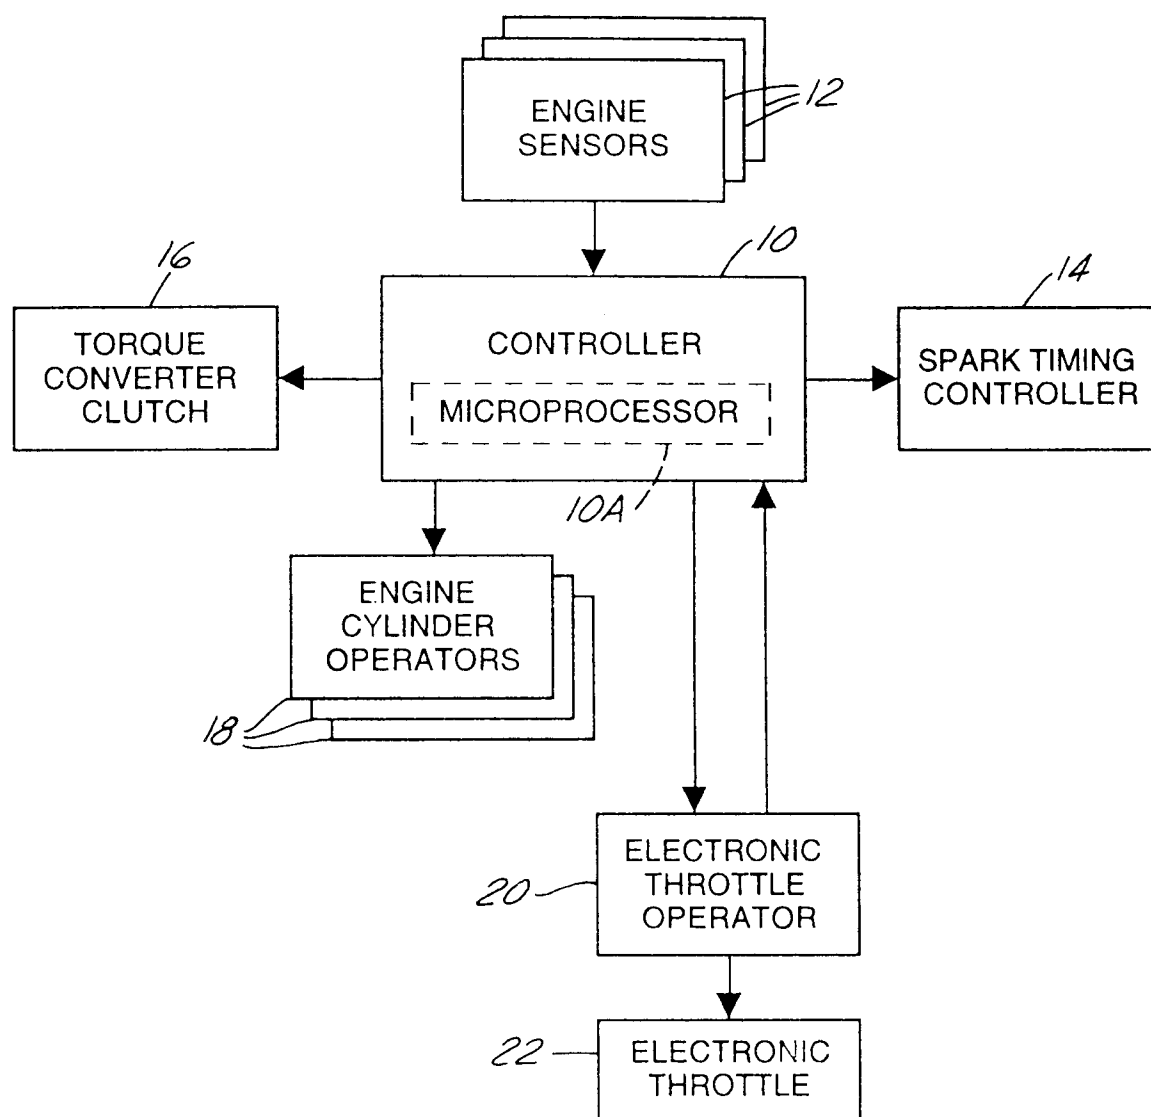 ENGINE
SENSORS
12
16
10
14
TORQUE
CONVERTER
CLUTCH
CONTROLLER
MICROPROCESSOR
SPARK TIMING
CONTROLLER
10A
ENGINE
CYLINDER
OPERATORS
18
ELECTRONIC
THROTTLE
OPERATOR
20
22
ELECTRONIC
THROTTLE